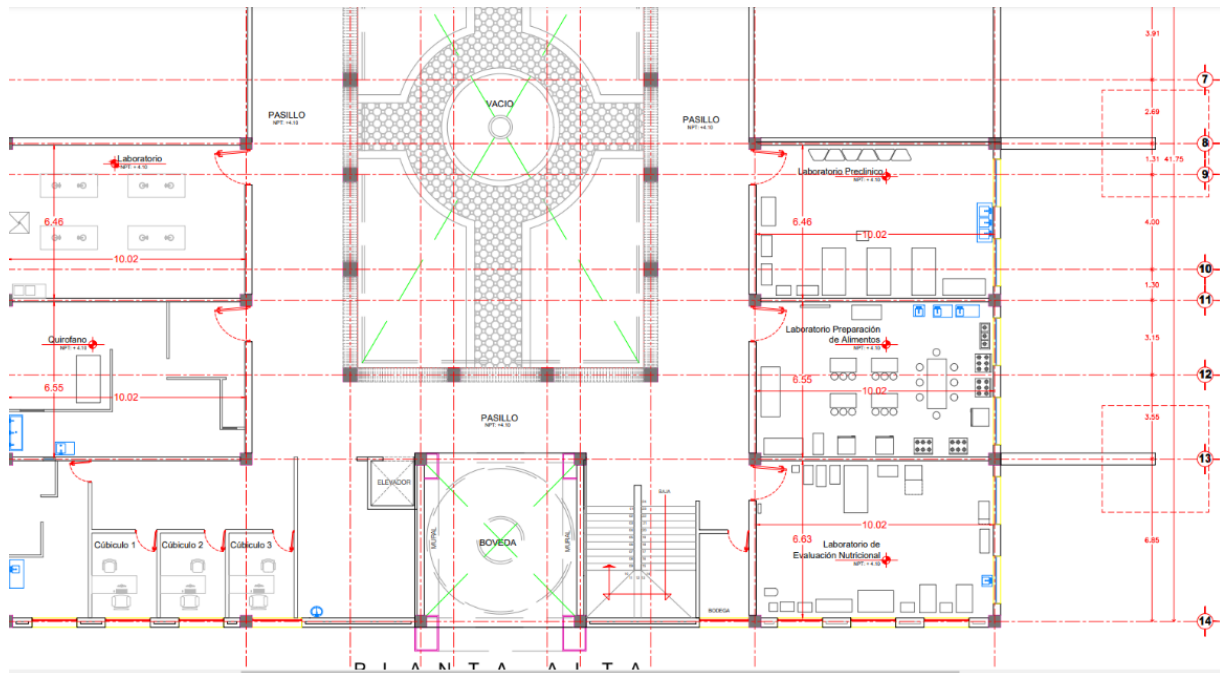 3.91
7
VACIO
PASILLO
NPT: +4.10
PASILLO
NPT: +4.10
2.69
8
Laboratorio
NPT: + 4.10
1.31
41.75
Laboratorio Preclinico
NPT: + 4.10
9
6.46
6.46
4.00
10.02
10.02
10
1.30
11
Laboratorio Preparación
de Alimentos
NPT: + 4.10
Quirofano
NPT: + 4.10
3.15
12
6.55
10.02
6.55
10.02
PASILLO
NPT: +4.10
3.55
13
ELEVADOR
BAJA
10.02
MURAL
BOVEDA
MURAL
6.63
6.85
Cúbiculo 1
Cúbiculo 2
Cúbiculo 3
Laboratorio de
Evaluación Nutricional
NPT: + 4.10
BODEGA
14
PLANTA ALTA